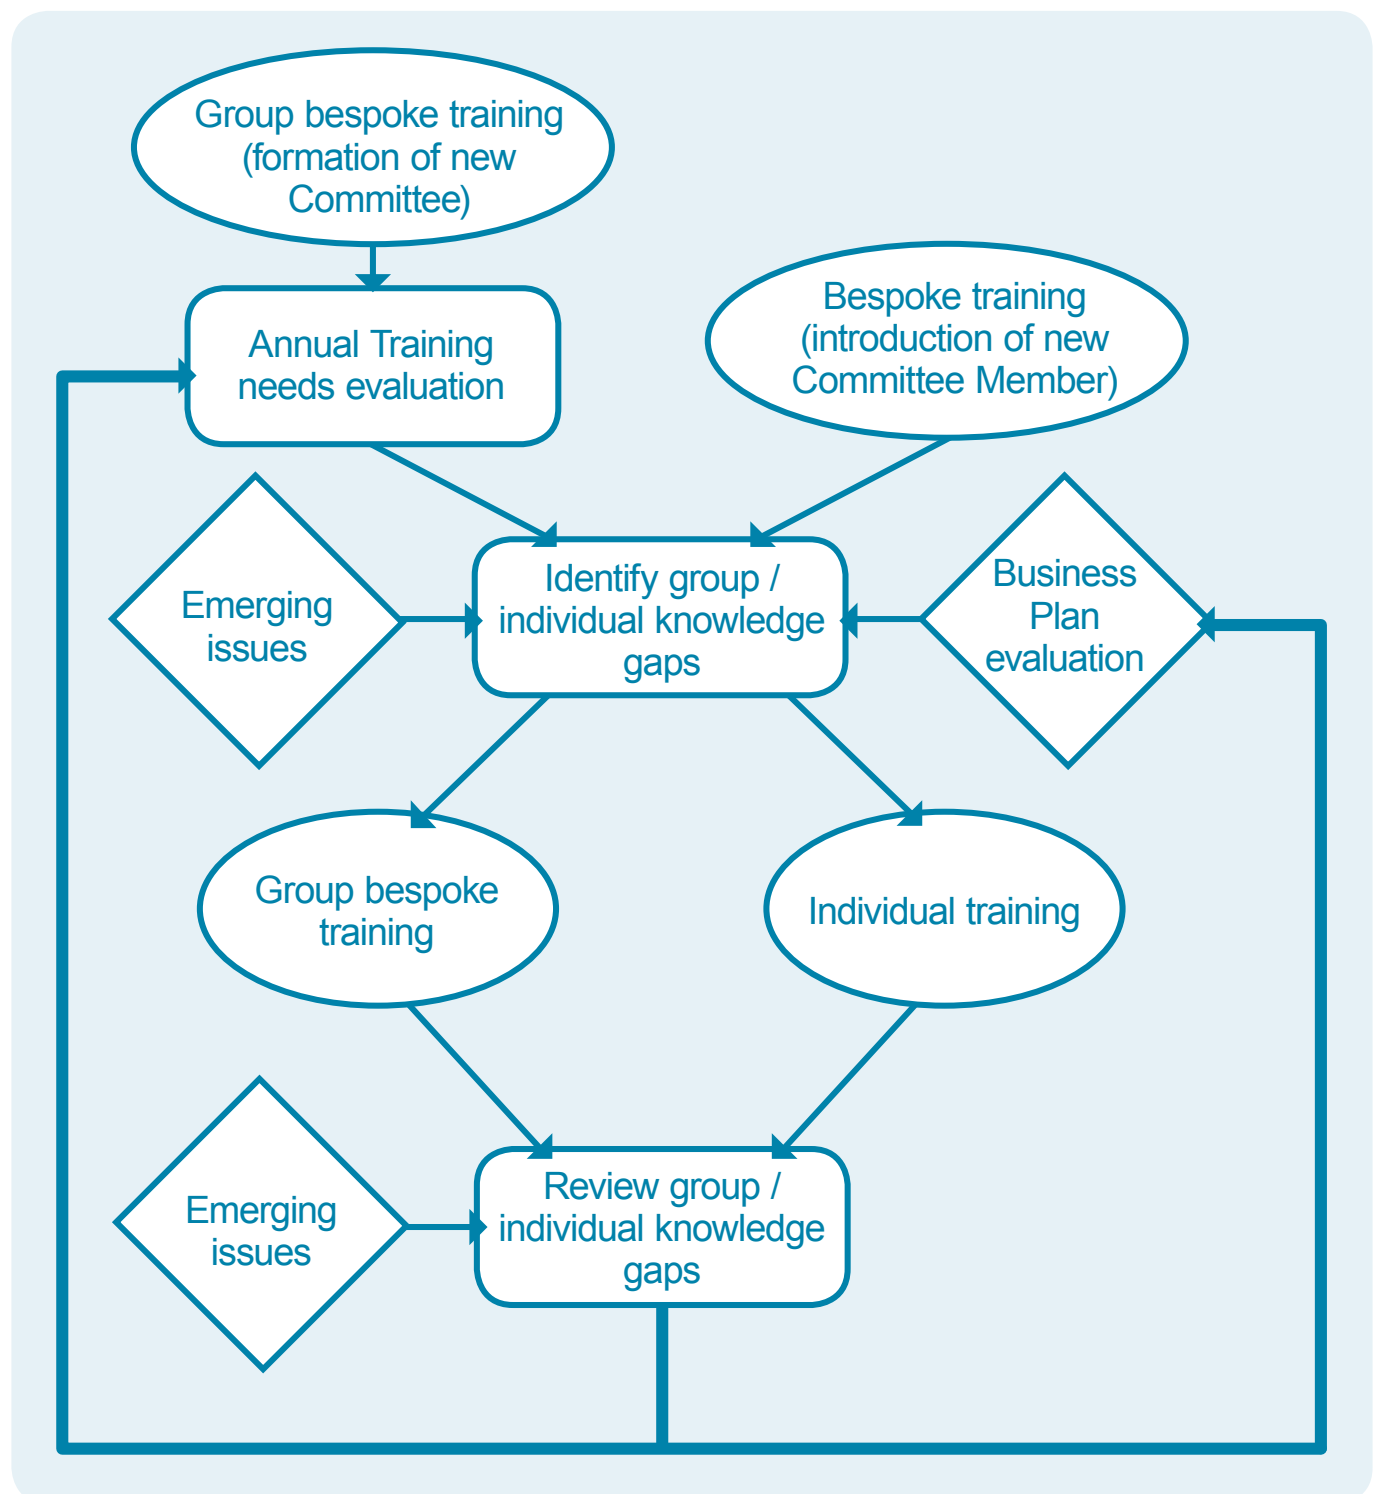 Group bespoke training
(formation of new
Committee)
Bespoke training
(introduction of new
Committee Member)
Annual Training
needs evaluation
Emerging
issues
Identify group /
individual knowledge
gaps
Business
Plan
evaluation
Group bespoke
training
Individual training
Emerging
issues
Review group /
individual knowledge
gaps